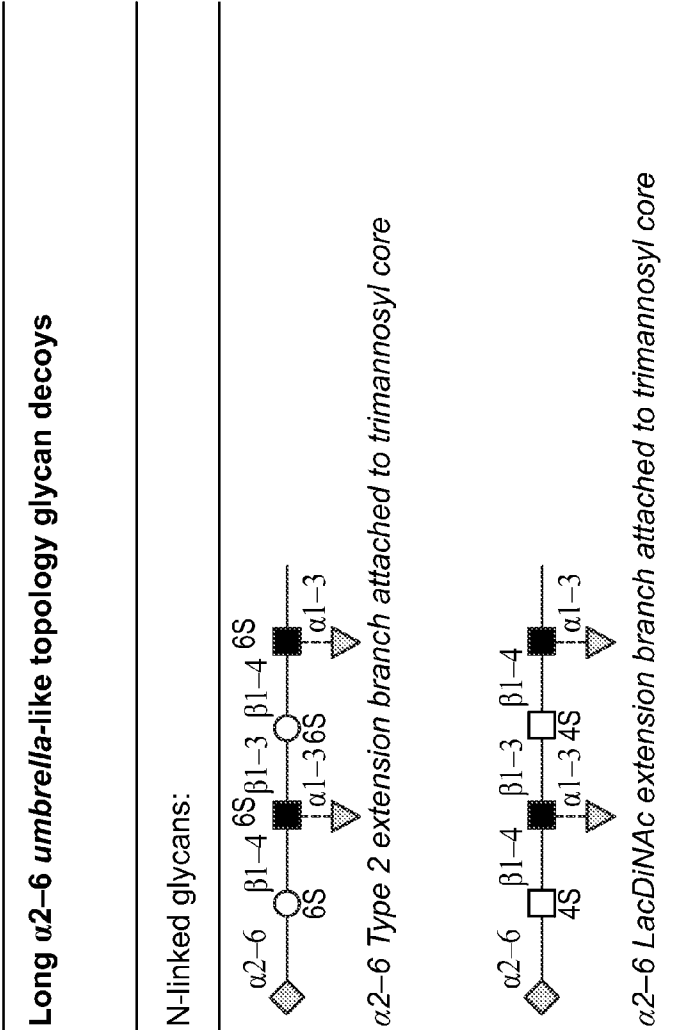 Long α2–6 umbrella-like topology glycan decoys
N-linked glycans:
α2–6 β1–4 6S β1–3 β1–4 6S
6S α1–3 6S α1–3
α2–6 Type 2 extension branch attached to trimannosyl core
α2–6 β1–4 β1–3 β1–4
4S α1–3 4S α1–3
α2–6 LacDiNAc extension branch attached to trimannosyl core